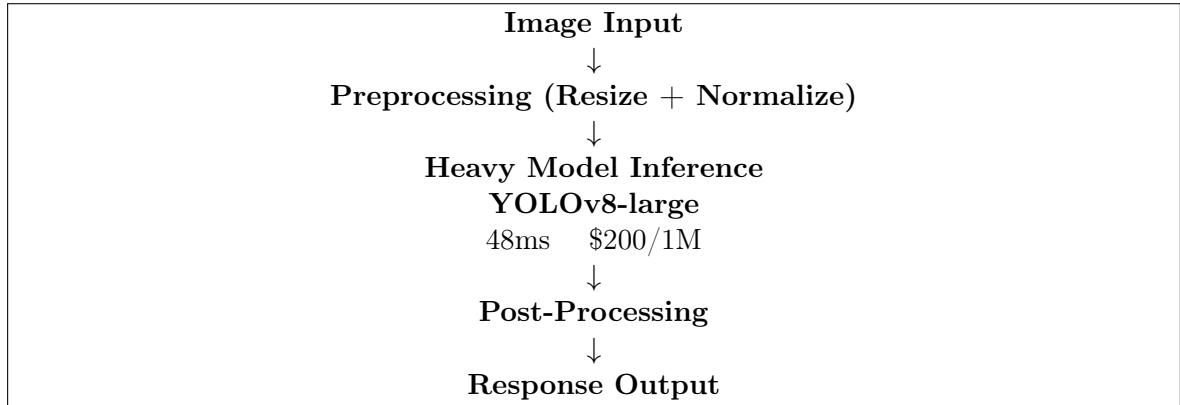 Image Input
↓
Preprocessing (Resize + Normalize)
↓
Heavy Model Inference
YOLOv8-large
48ms $200/1M
↓
Post-Processing
↓
Response Output